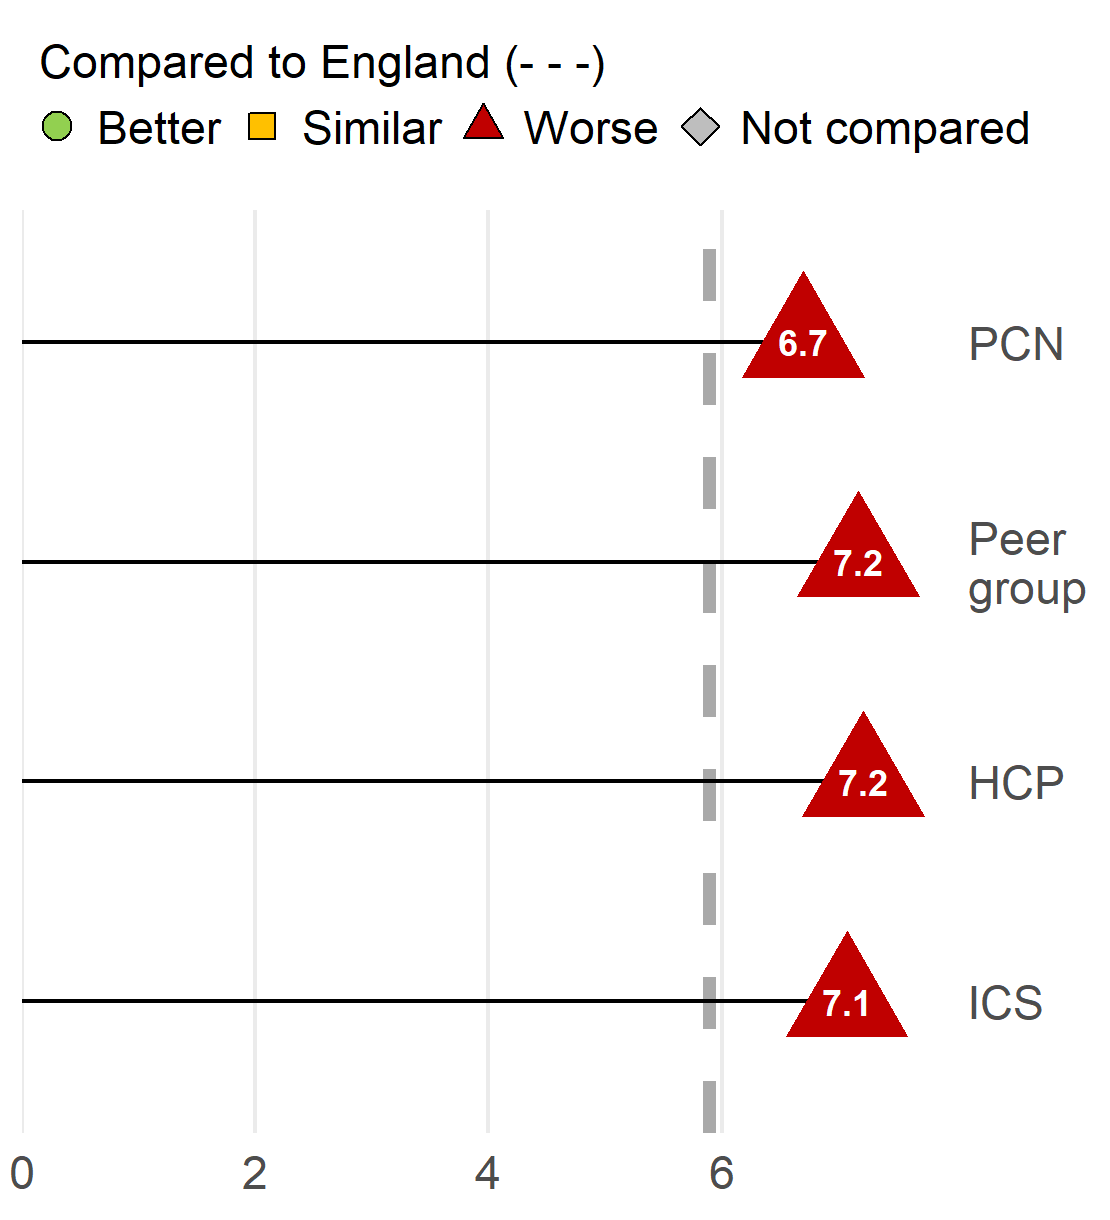 Compared to England (- - -)
Better Similar Worse Not compared
6.7 PCN
Peer
7.2 group
7.2 HCP
7.1 ICS
0 2 4 6